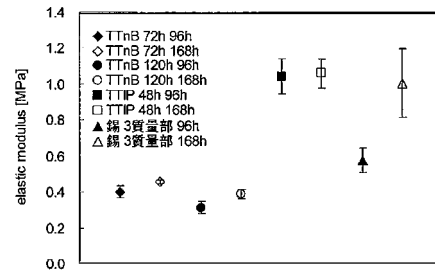 elastic modulus [MPa]
1.4
1.2
1.0
0.8
0.6
0.4
0.2
0.0
TTnB 72h 96h
TTnB 72h 168h
TTnB 120h 96h
TTnB 120h 168h
TTIP 48h 96h
TTIP 48h 168h
錫 3質量部 96h
錫 3質量部 168h